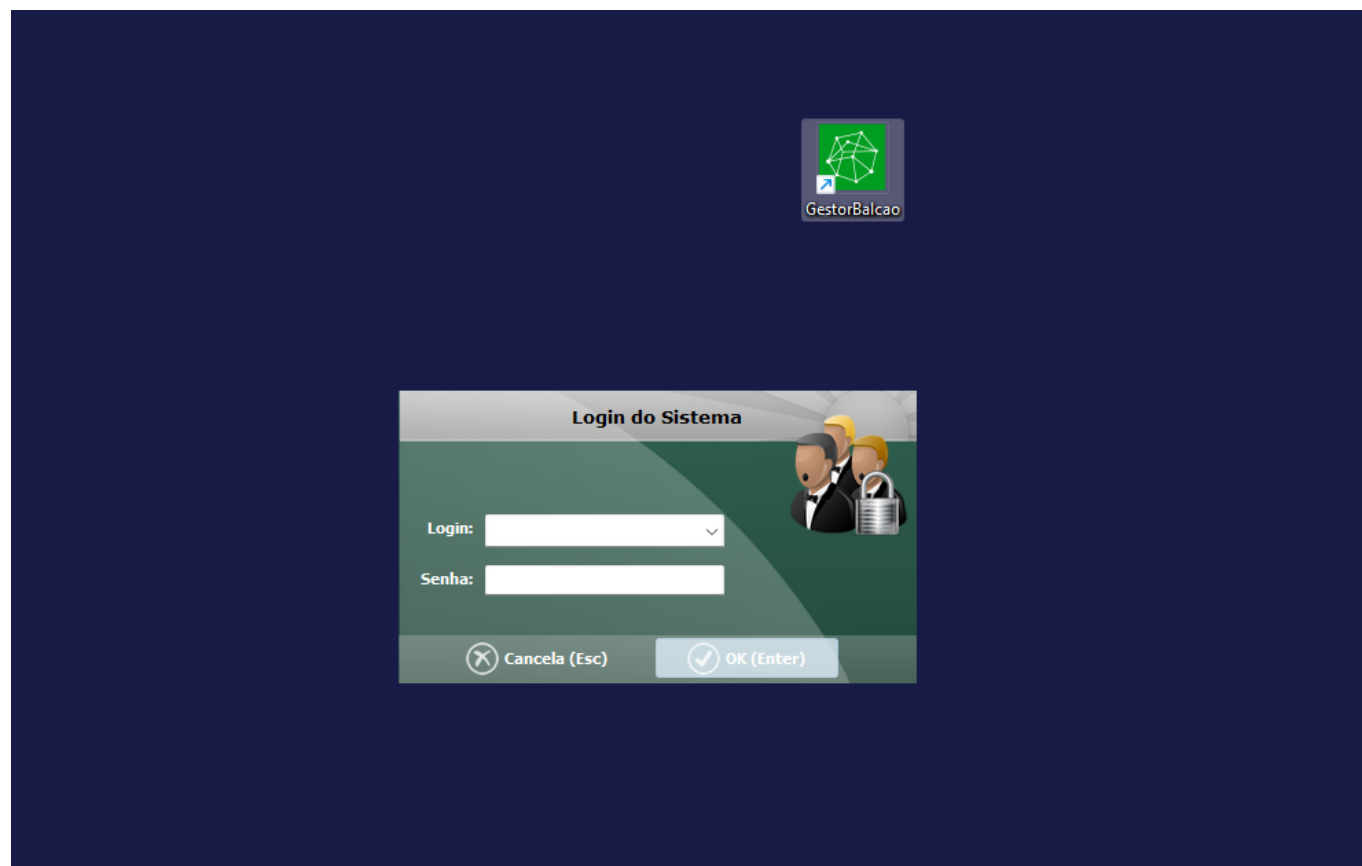 GestorBalcao
Login do Sistema
Login:
Senha:
Cancela (Esc)
OK (Enter)